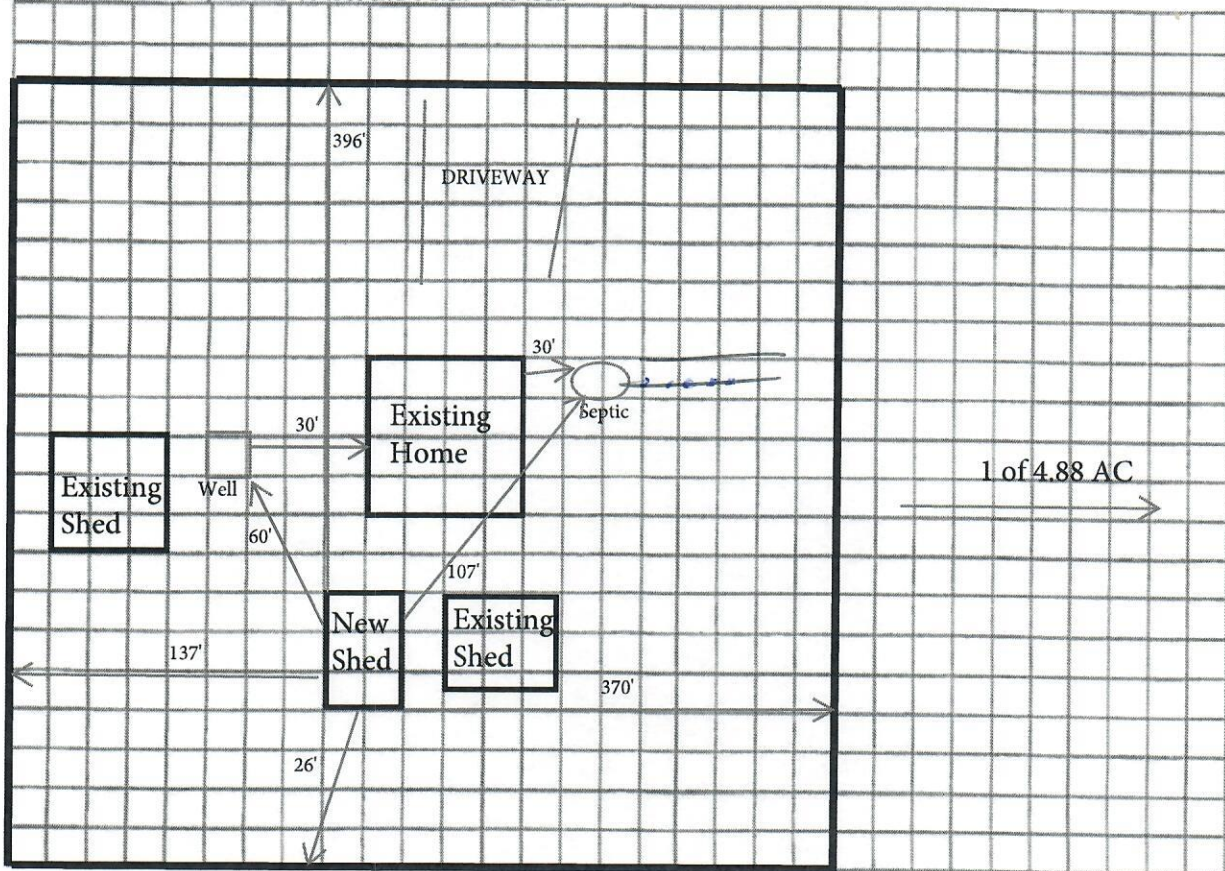 396'
DRIVEWAY
30'
Septic
Existing
Home
30'
Well
Existing
Shed
1 of 4.88 AC
60'
107'
New
Shed
Existing
Shed
137'
370'
26'